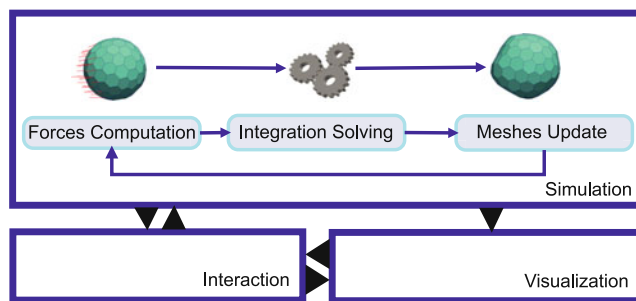 Forces Computation
Integration Solving
Meshes Update
Simulation
Interaction
Visualization